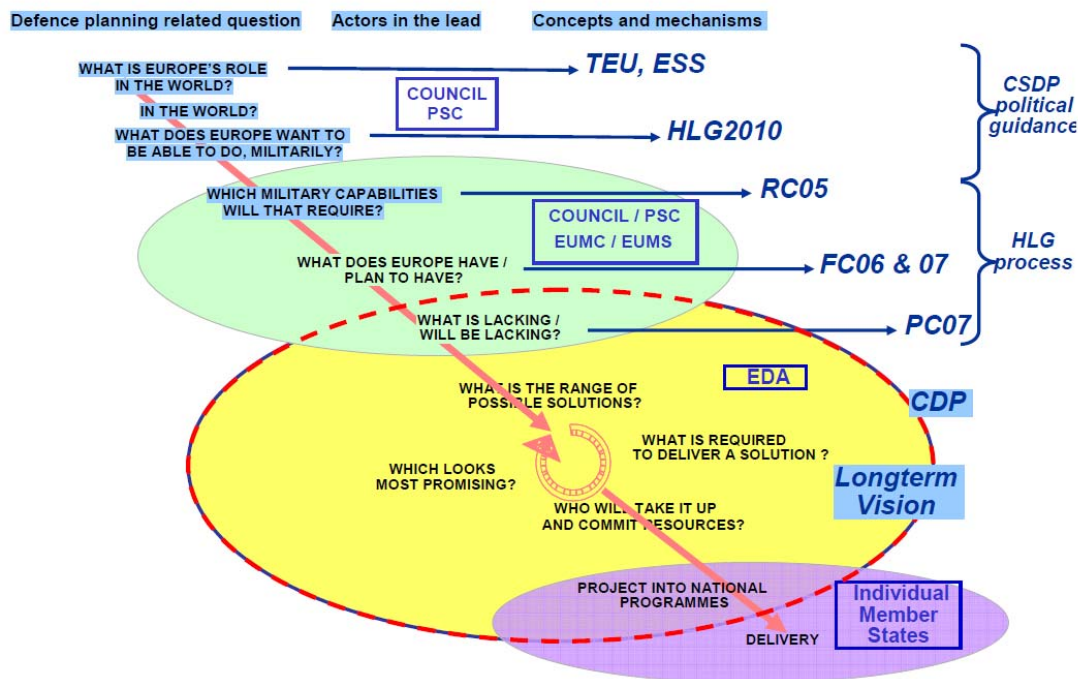 Defence planning related question
Actors in the lead
Concepts and mechanisms
WHAT IS EUROPE'S ROLE
IN THE WORLD?
TEU, ESS
IN THE WORLD?
COUNCIL
PSC
CSDP
political
guidance
WHAT DOES EUROPE WANT TO
BE ABLE TO DO, MILITARILY?
HLG2010
WHICH MILITARY CAPABILITIES
WILL THAT REQUIRE?
RC05
COUNCIL / PSC
EUMC / EUMS
HLG
process
WHAT DOES EUROPE HAVE /
PLAN TO HAVE?
FC06 & 07
WHAT IS LACKING /
WILL BE LACKING?
PC07
EDA
WHAT IS THE RANGE OF
POSSIBLE SOLUTIONS?
CDP
WHAT IS REQUIRED
TO DELIVER A SOLUTION ?
WHICH LOOKS
MOST PROMISING?
Longterm
Vision
WHO WILL TAKE IT UP
AND COMMIT RESOURCES?
PROJECT INTO NATIONAL
PROGRAMMES
Individual
Member
States
DELIVERY